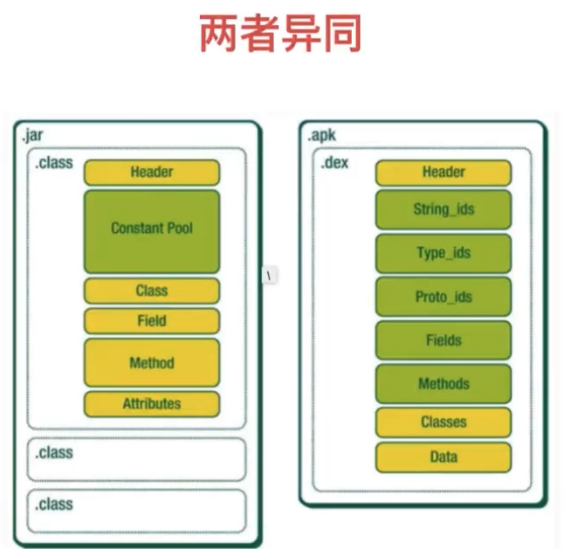 两者异同
.jar
.class
Header
Constant Pool
Class
Field
Method
Attributes
.class
.class
\
.apk
.dex
Header
String_ids
Type_ids
Proto_ids
Fields
Methods
Classes
Data